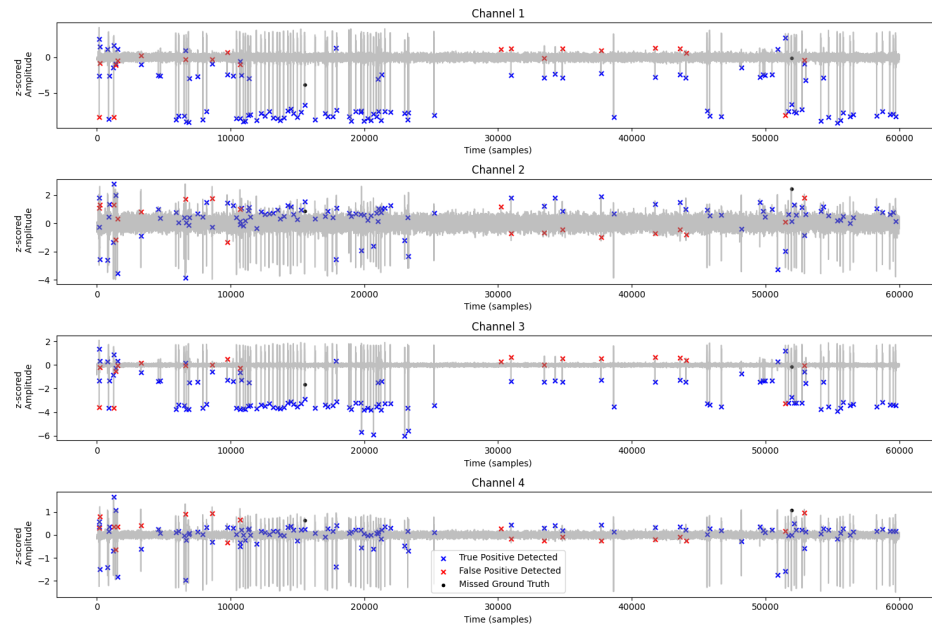 Channel 1
z-scored
Amplitude
0
−5
0
10000
20000
30000
40000
50000
60000
Time (samples)
Channel 2
z-scored
Amplitude
2
0
−2
−4
0
10000
20000
30000
40000
50000
60000
Time (samples)
Channel 3
z-scored
Amplitude
2
0
−2
−4
−6
0
10000
20000
30000
40000
50000
60000
Time (samples)
Channel 4
z-scored
Amplitude
1
0
−1
−2
True Positive Detected
False Positive Detected
Missed Ground Truth
0
10000
20000
30000
40000
50000
60000
Time (samples)